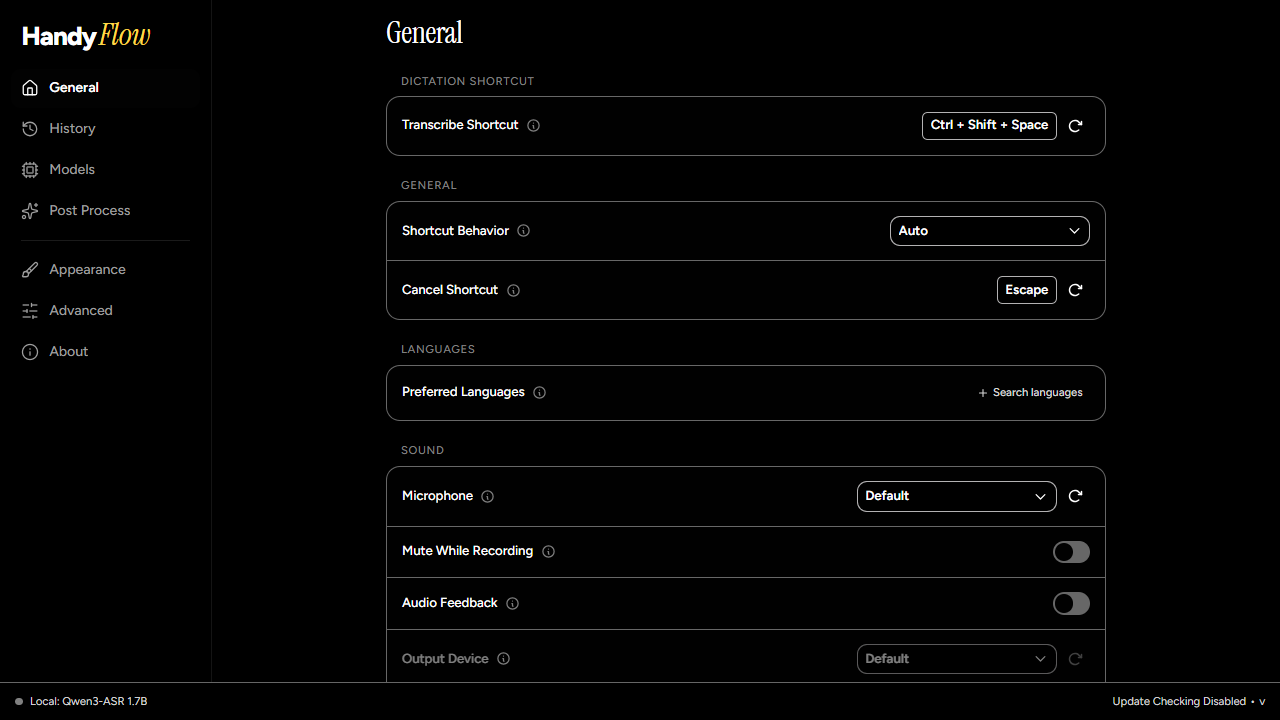 Handy Flow
General
History
Models
Post Process
Appearance
Advanced
About
General
DICTATION SHORTCUT
Transcribe Shortcut
Ctrl + Shift + Space
GENERAL
Shortcut Behavior
Auto
Cancel Shortcut
Escape
LANGUAGES
Preferred Languages
+ Search languages
SOUND
Microphone
Default
Mute While Recording
Audio Feedback
Output Device
Default
Local: Qwen3-ASR 1.7B
Update Checking Disabled • v